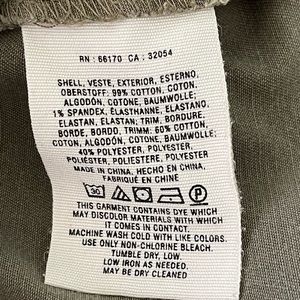 RN : 66170 CA : 32054
SHELL, VESTE, EXTERIOR, ESTERNO,
OBERSTOFF: 99% COTTON, COTON,
ALGODÓN, COTONE, BAUMWOLLE;
1% SPANDEX, ÉLASTHANNE, ELASTANO,
ELASTAN, ELASTAN; TRIM, BORDURE,
BORDE, BORDO, TRIMM: 60% COTTON,
COTON, ALGODÓN, COTONE, BAUMWOLLE;
40% POLYESTER, POLYESTER,
POLIÉSTER, POLIESTERE, POLYESTER
MADE IN CHINA, HECHO EN CHINA,
FABRIQUÉ EN CHINE
30
P
THIS GARMENT CONTAINS DYE WHICH
MAY DISCOLOR MATERIALS WITH WHICH
IT COMES IN CONTACT.
MACHINE WASH COLD WITH LIKE COLORS.
USE ONLY NON-CHLORINE BLEACH.
TUMBLE DRY, LOW.
LOW IRON AS NEEDED.
MAY BE DRY CLEANED.